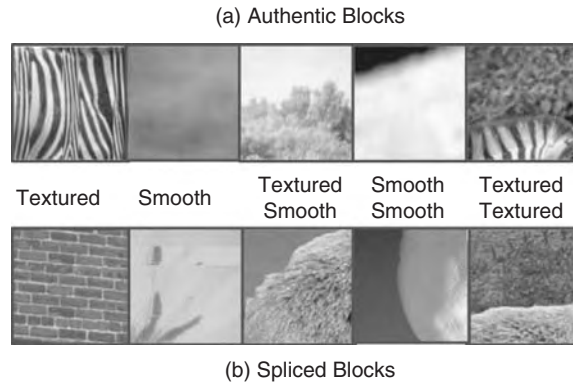 (a) Authentic Blocks
Textured
Smooth
Textured
Smooth
Smooth
Smooth
Textured
Textured
(b) Spliced Blocks